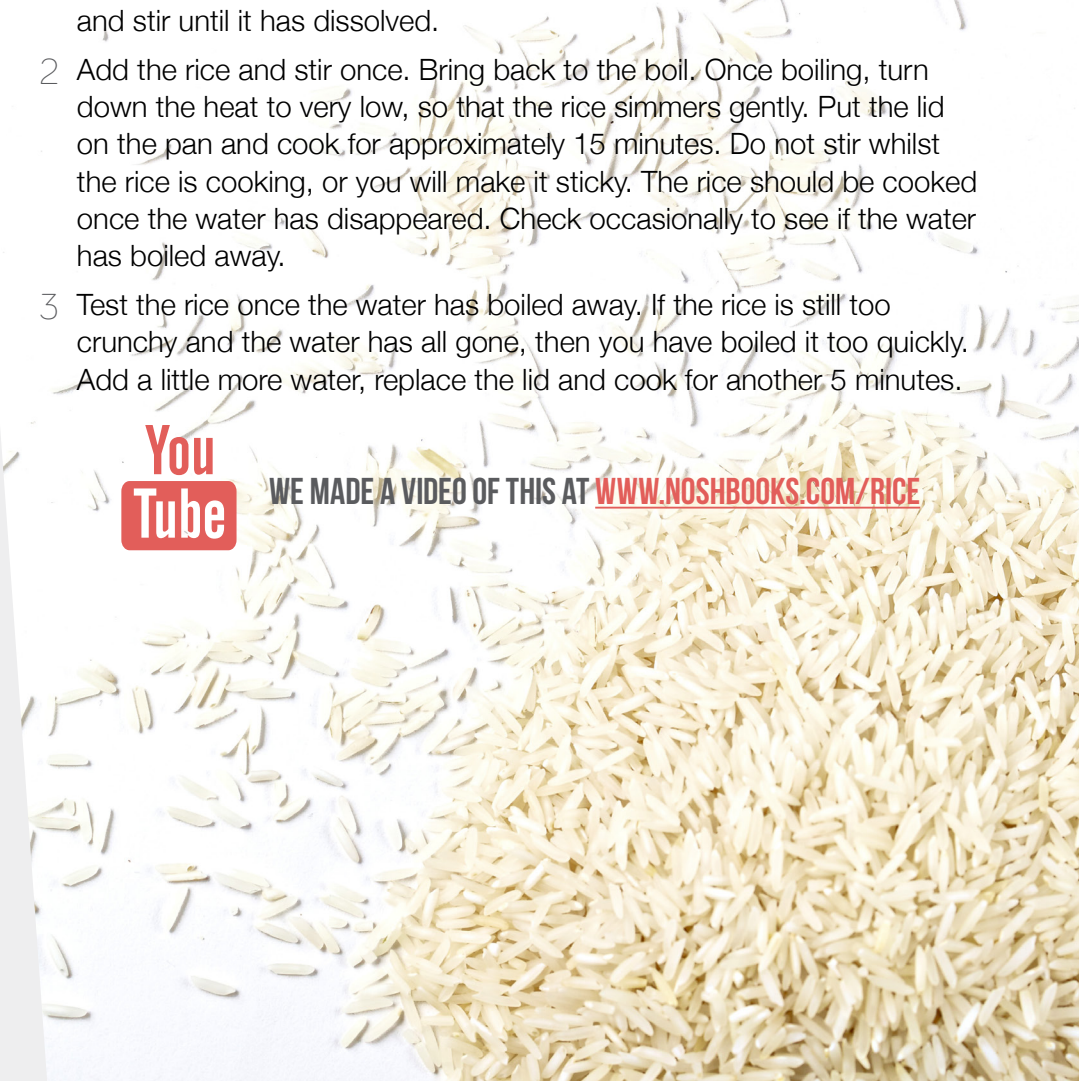 and stir until it has dissolved.
2 Add the rice and stir once. Bring back to the boil. Once boiling, turn
down the heat to very low, so that the rice simmers gently. Put the lid
on the pan and cook for approximately 15 minutes. Do not stir whilst
the rice is cooking, or you will make it sticky. The rice should be cooked
once the water has disappeared. Check occasionally to see if the water
has boiled away.
3 Test the rice once the water has boiled away. If the rice is still too
crunchy and the water has all gone, then you have boiled it too quickly.
Add a little more water, replace the lid and cook for another 5 minutes.
You
Tube
WE MADE A VIDEO OF THIS AT WWW.NOSHBOOKS.COM/RICE